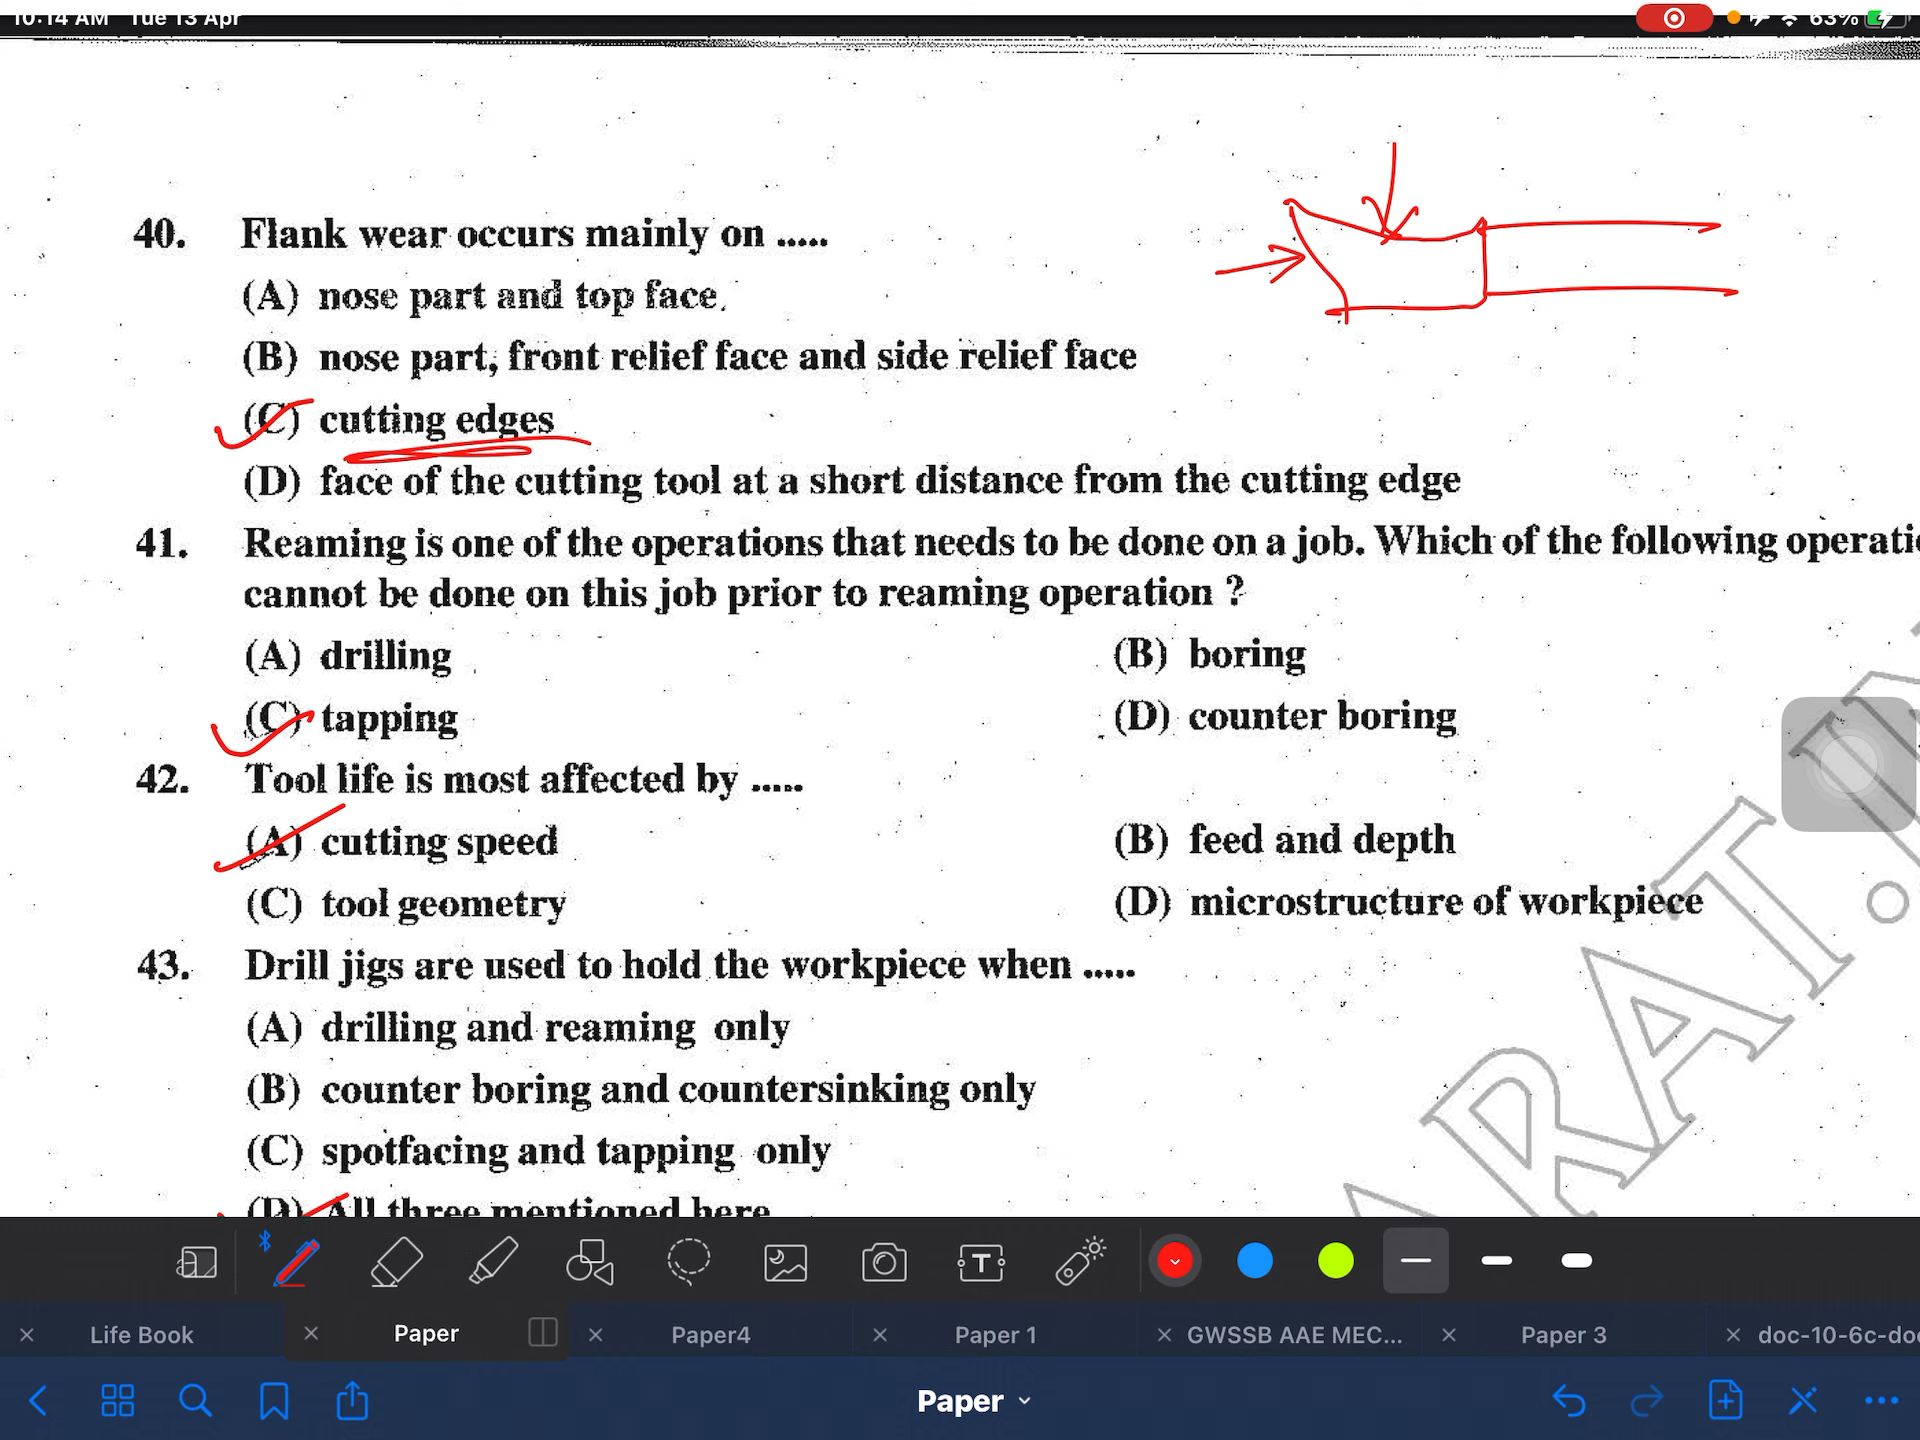 10:14 AM Tue 13 Apr
63%
40. Flank wear occurs mainly on .....
(A) nose part and top face.
(B) nose part, front relief face and side relief face
(C) cutting edges
(D) face of the cutting tool at a short distance from the cutting edge
41. Reaming is one of the operations that needs to be done on a job. Which of the following
cannot be done on this job prior to reaming operation ?
(A) drilling (B) boring
(C) tapping (D) counter boring
42. Tool life is most affected by .....
(A) cutting speed (B) feed and depth
(C) tool geometry (D) microstructure of workpiece
43. Drill jigs are used to hold the workpiece when .....
(A) drilling and reaming only
(B) counter boring and countersinking only
(C) spotfacing and tapping only
(D) All three mentioned here
Life Book Paper Paper4 Paper 1 GWSSB AAE MEC... Paper 3
Paper